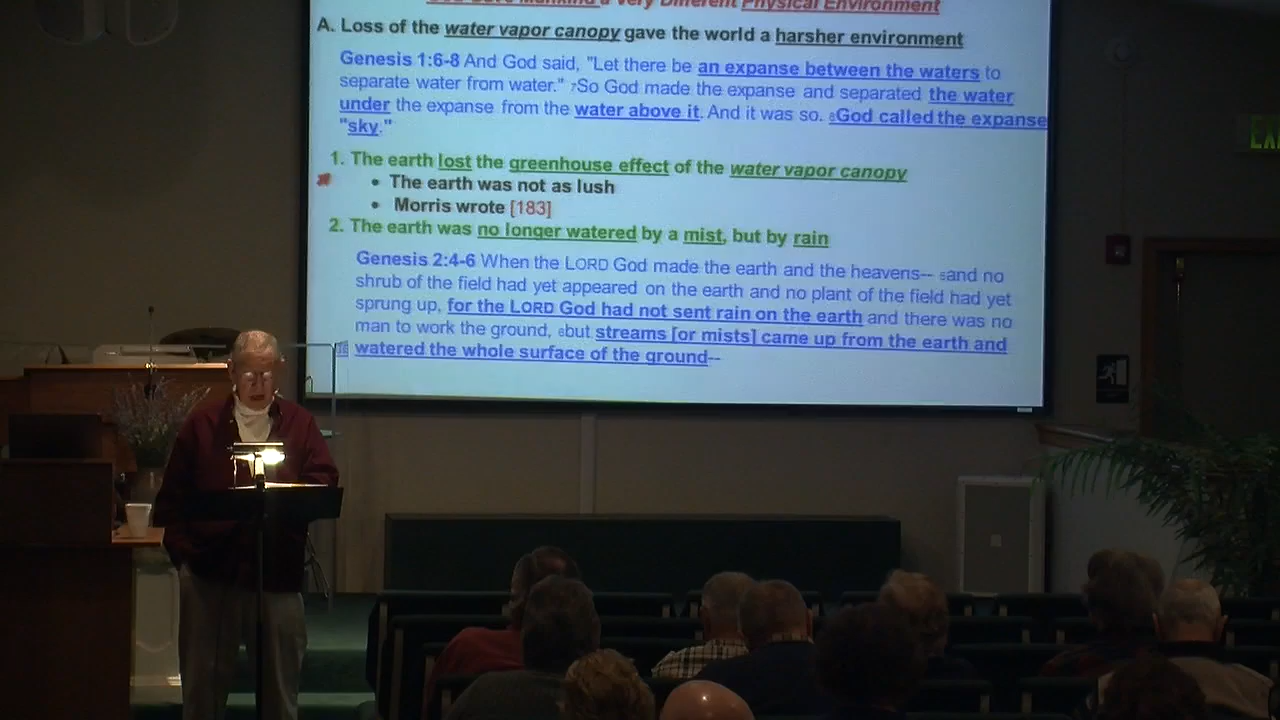 God Gave Mankind a Very Different Physical Environment
A. Loss of the water vapor canopy gave the world a harsher environment
Genesis 1:6-8 And God said, "Let there be an expanse between the waters to
separate water from water." 7So God made the expanse and separated the water
under the expanse from the water above it. And it was so. 8God called the expanse
"sky."
1. The earth lost the greenhouse effect of the water vapor canopy
• The earth was not as lush
• Morris wrote [183]
2. The earth was no longer watered by a mist, but by rain
Genesis 2:4-6 When the LORD God made the earth and the heavens-- 5and no
shrub of the field had yet appeared on the earth and no plant of the field had yet
sprung up, for the LORD God had not sent rain on the earth and there was no
man to work the ground, 6but streams [or mists] came up from the earth and
watered the whole surface of the ground--